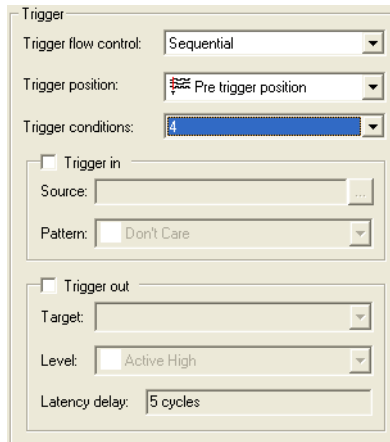 Trigger
Trigger flow control: Sequential
Trigger position: Pre trigger position
Trigger conditions: 4
Trigger in
Source: ...
Pattern: Don't Care
Trigger out
Target:
Level: Active High
Latency delay: 5 cycles